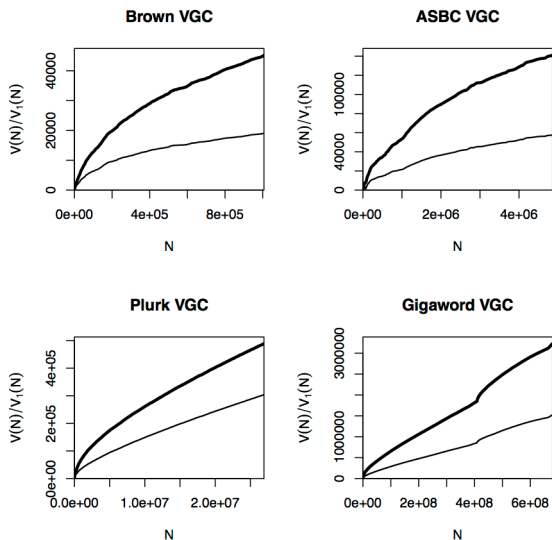 Brown VGC
V(N)/V1(N)
0 20000 40000
0e+00 4e+05 8e+05
N
ASBC VGC
V(N)/V1(N)
0 40000 100000
0e+00 2e+06 4e+06
N
Plurk VGC
V(N)/V1(N)
0e+00 2e+05 4e+05
0.0e+00 1.0e+07 2.0e+07
N
Gigaword VGC
V(N)/V1(N)
0 1000000 3000000
0e+00 2e+08 4e+08 6e+08
N